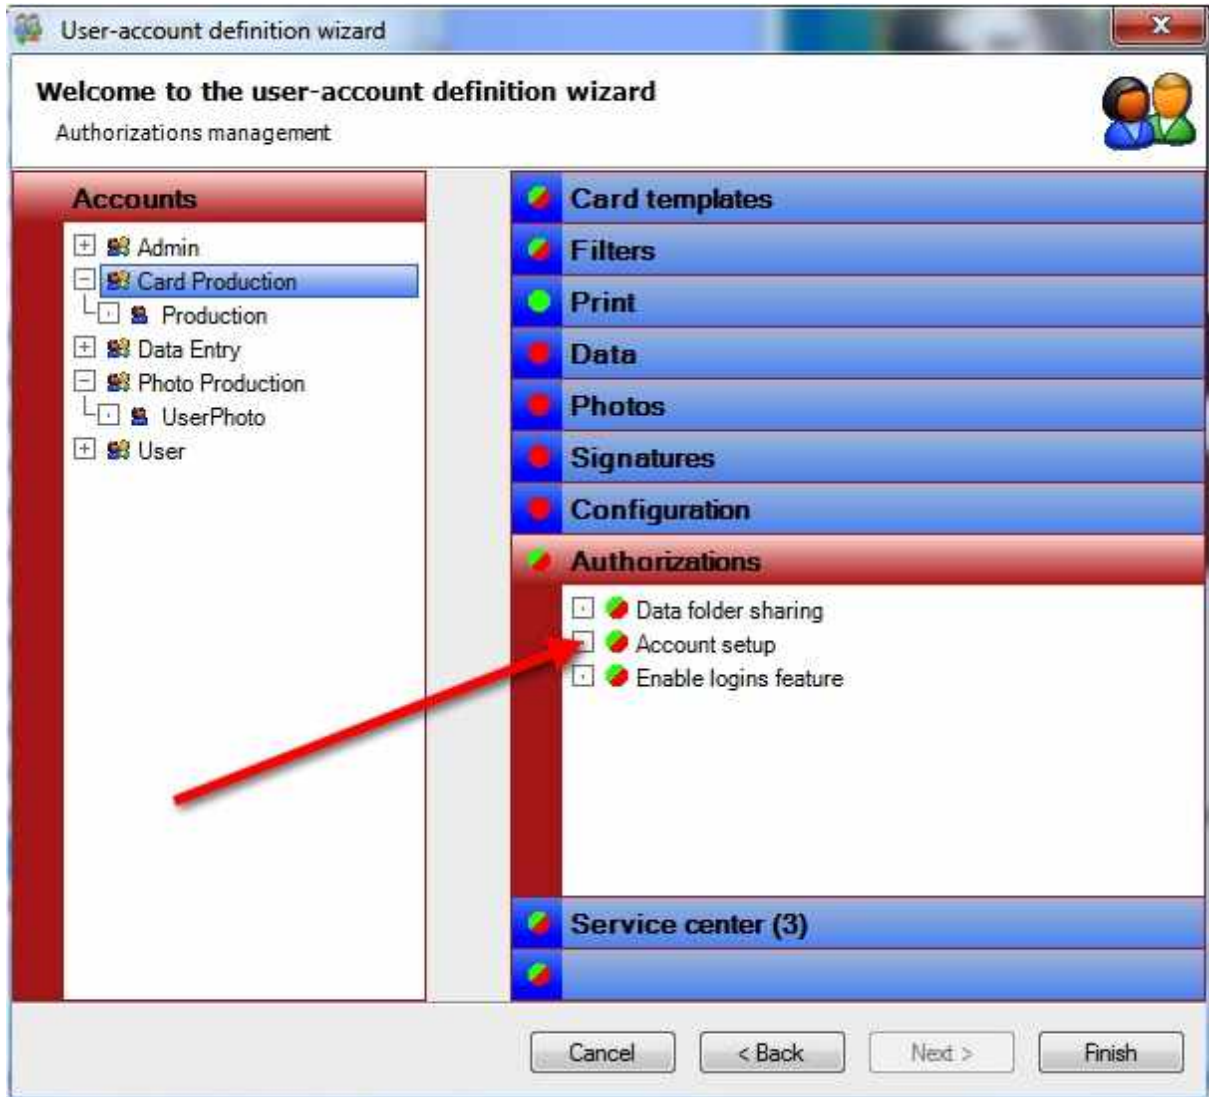 User-account definition wizard
Welcome to the user-account definition wizard
Authorizations management
Accounts
Admin
Card Production
Production
Data Entry
Photo Production
UserPhoto
User
Card templates
Filters
Print
Data
Photos
Signatures
Configuration
Authorizations
Data folder sharing
Account setup
Enable logins feature
Service center (3)
Cancel
< Back
Next >
Finish